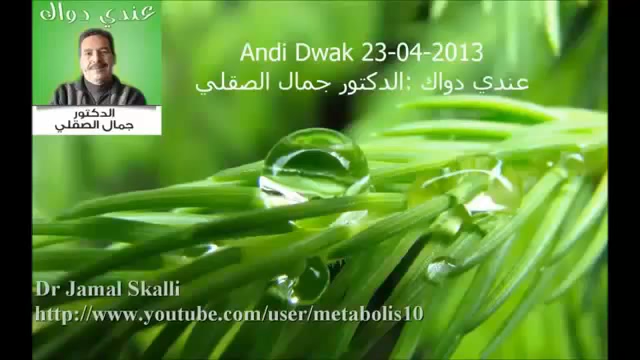 عندي دواك
الدكتور
جمال الصقلي
Andi Dwak 23-04-2013
عندي دواك :الدكتور جمال الصقلي
Dr Jamal Skalli
http://www.youtube.com/user/metabolis10